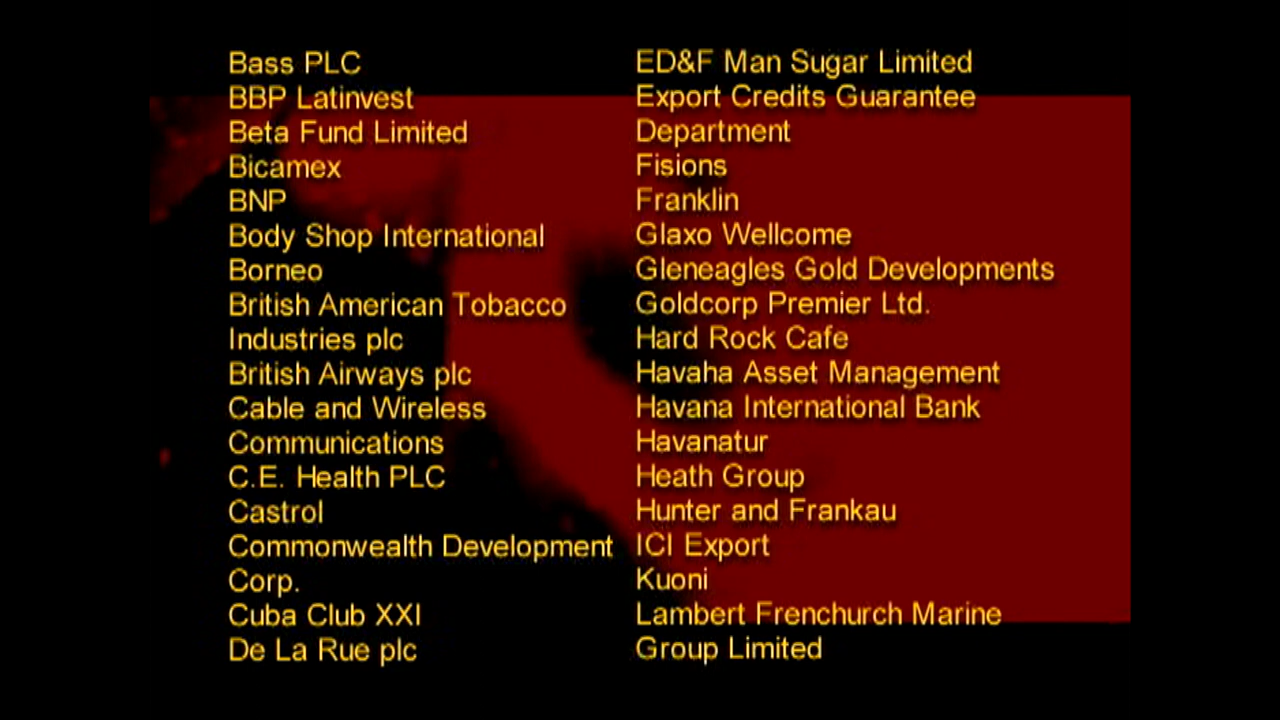 Bass PLC
BBP Latinvest
Beta Fund Limited
Bicamex
BNP
Body Shop International
Borneo
British American Tobacco
Industries plc
British Airways plc
Cable and Wireless
Communications
C.E. Health PLC
Castrol
Commonwealth Development
Corp.
Cuba Club XXI
De La Rue plc
ED&F Man Sugar Limited
Export Credits Guarantee
Department
Fisions
Franklin
Glaxo Wellcome
Gleneagles Gold Developments
Goldcorp Premier Ltd.
Hard Rock Cafe
Havaha Asset Management
Havana International Bank
Havanatur
Heath Group
Hunter and Frankau
ICI Export
Kuoni
Lambert Frenchurch Marine
Group Limited